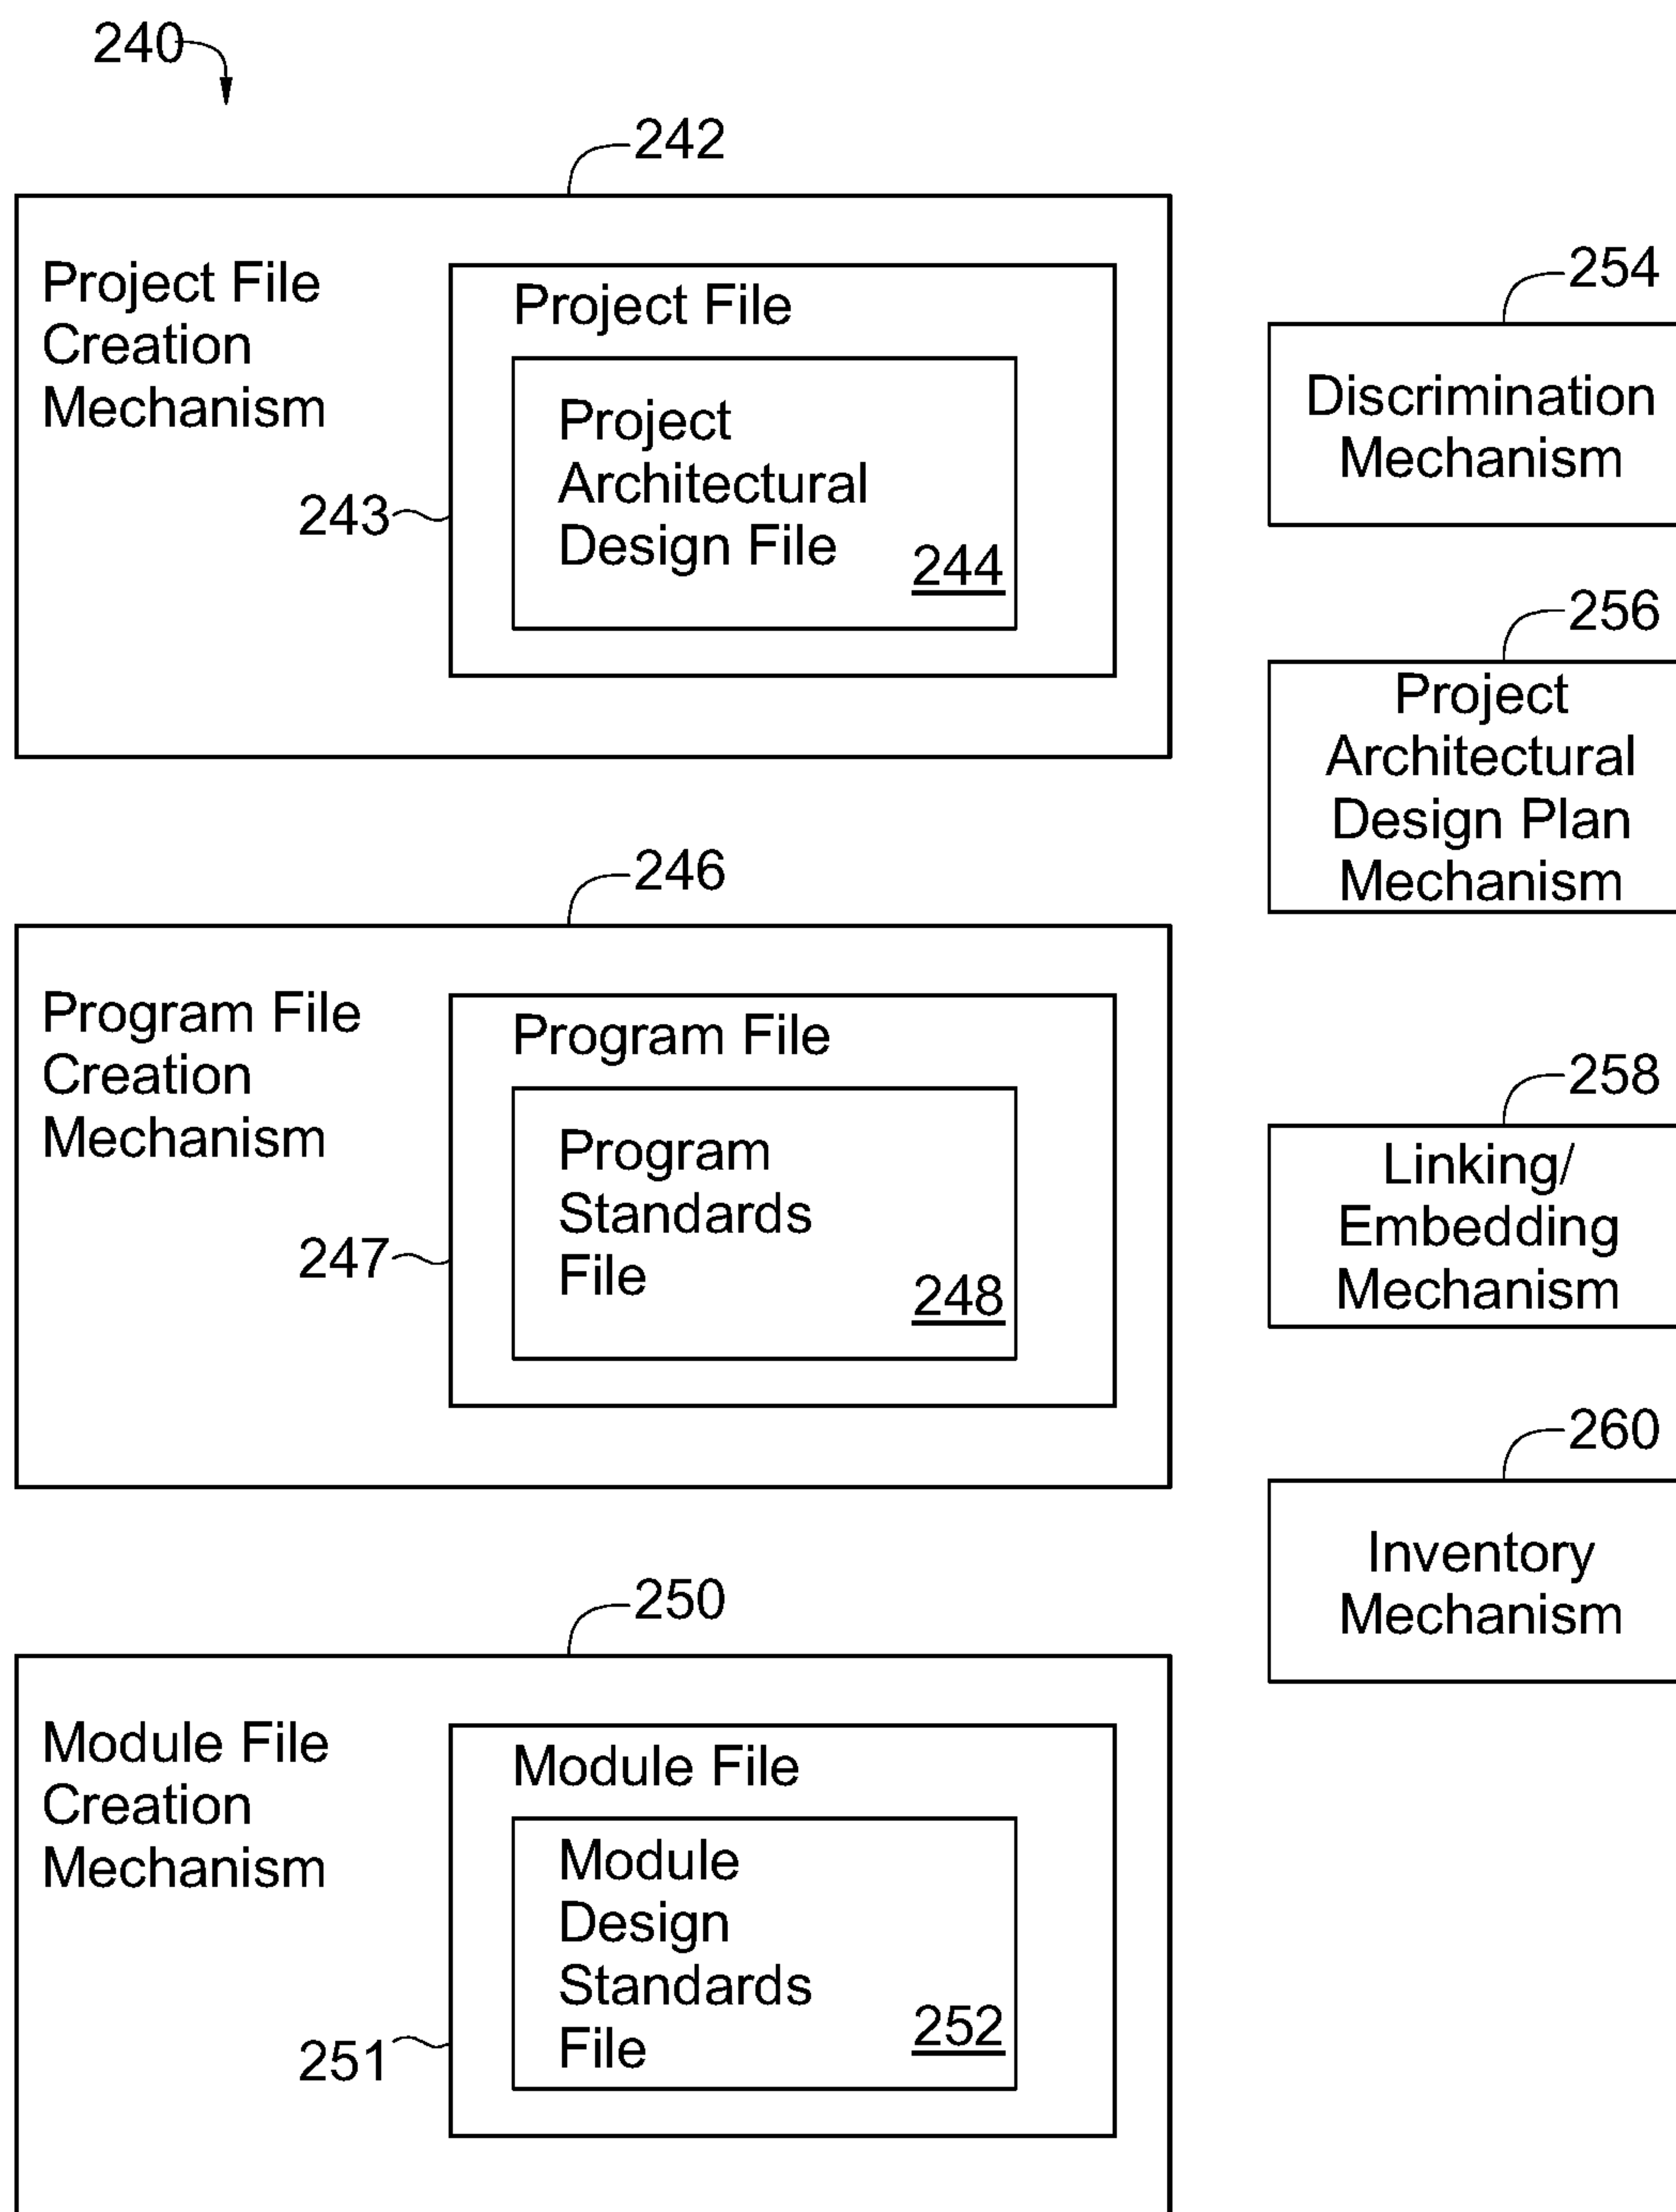 240
242
Project File
Creation
Mechanism
Project File
Project
Architectural
Design File
243
244
246
Program File
Creation
Mechanism
Program File
Program
Standards
File
247
248
250
Module File
Creation
Mechanism
Module File
Module
Design
Standards
File
251
252
254
Discrimination
Mechanism
256
Project
Architectural
Design Plan
Mechanism
258
Linking/
Embedding
Mechanism
260
Inventory
Mechanism